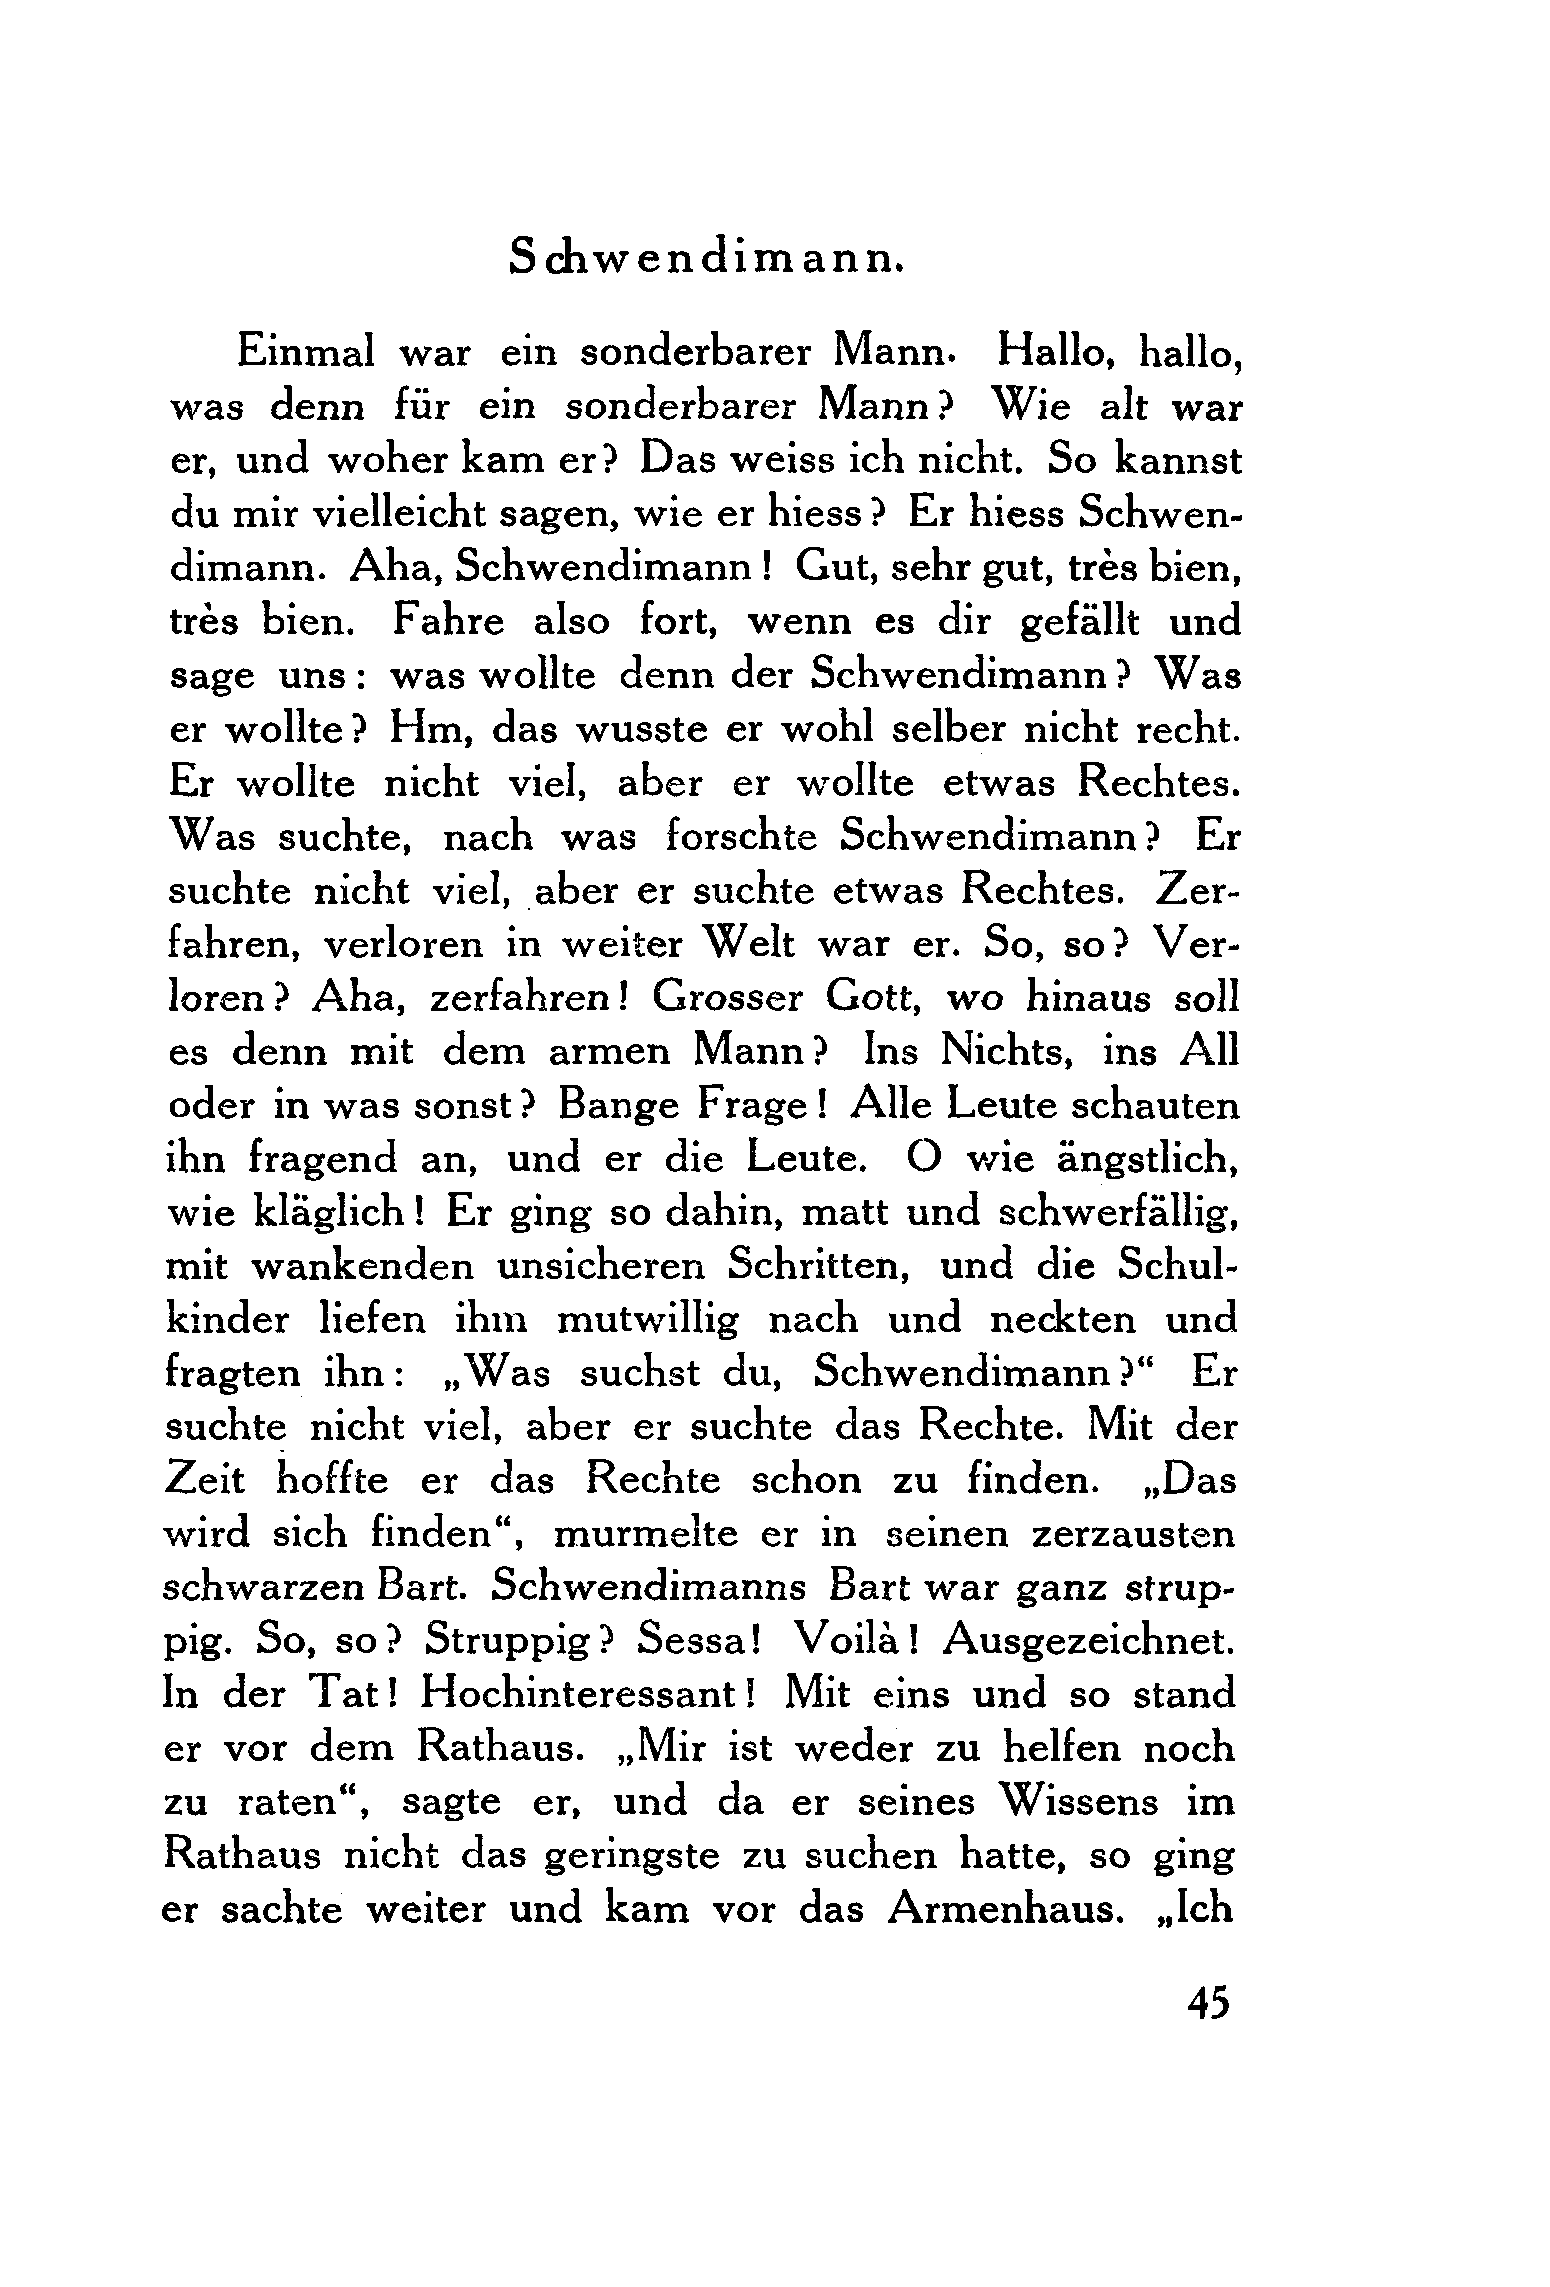 Schwendimann.
Einmal war ein sonderbarer Mann. Hallo, hallo,
was denn für ein sonderbarer Mann? Wie alt war
er, und woher kam er? Das weiss ich nicht. So kannst
du mir vielleicht sagen, wie er hiess? Er hiess Schwen-
dimann. Aha, Schwendimann! Gut, sehr gut, très bien,
très bien. Fahre also fort, wenn es dir gefällt und
sage uns: was wollte denn der Schwendimann? Was
er wollte? Hm, das wusste er wohl selber nicht recht.
Er wollte nicht viel, aber er wollte etwas Rechtes.
Was suchte, nach was forschte Schwendimann? Er
suchte nicht viel, aber er suchte etwas Rechtes. Zer-
fahren, verloren in weiter Welt war er. So, so? Ver-
loren? Aha, zerfahren! Grosser Gott, wo hinaus soll
es denn mit dem armen Mann? Ins Nichts, ins All
oder in was sonst? Bange Frage! Alle Leute schauten
ihn fragend an, und er die Leute. O wie ängstlich,
wie kläglich! Er ging so dahin, matt und schwerfällig,
mit wankenden unsicheren Schritten, und die Schul-
kinder liefen ihm mutwillig nach und neckten und
fragten ihn: „Was suchst du, Schwendimann?“ Er
suchte nicht viel, aber er suchte das Rechte. Mit der
Zeit hoffte er das Rechte schon zu finden. „Das
wird sich finden“, murmelte er in seinen zerzausten
schwarzen Bart. Schwendimanns Bart war ganz strup-
pig. So, so? Struppig? Sessa! Voilà! Ausgezeichnet.
In der Tat! Hochinteressant! Mit eins und so stand
er vor dem Rathaus. „Mir ist weder zu helfen noch
zu raten“, sagte er, und da er seines Wissens im
Rathaus nicht das geringste zu suchen hatte, so ging
er sachte weiter und kam vor das Armenhaus. „Ich
45